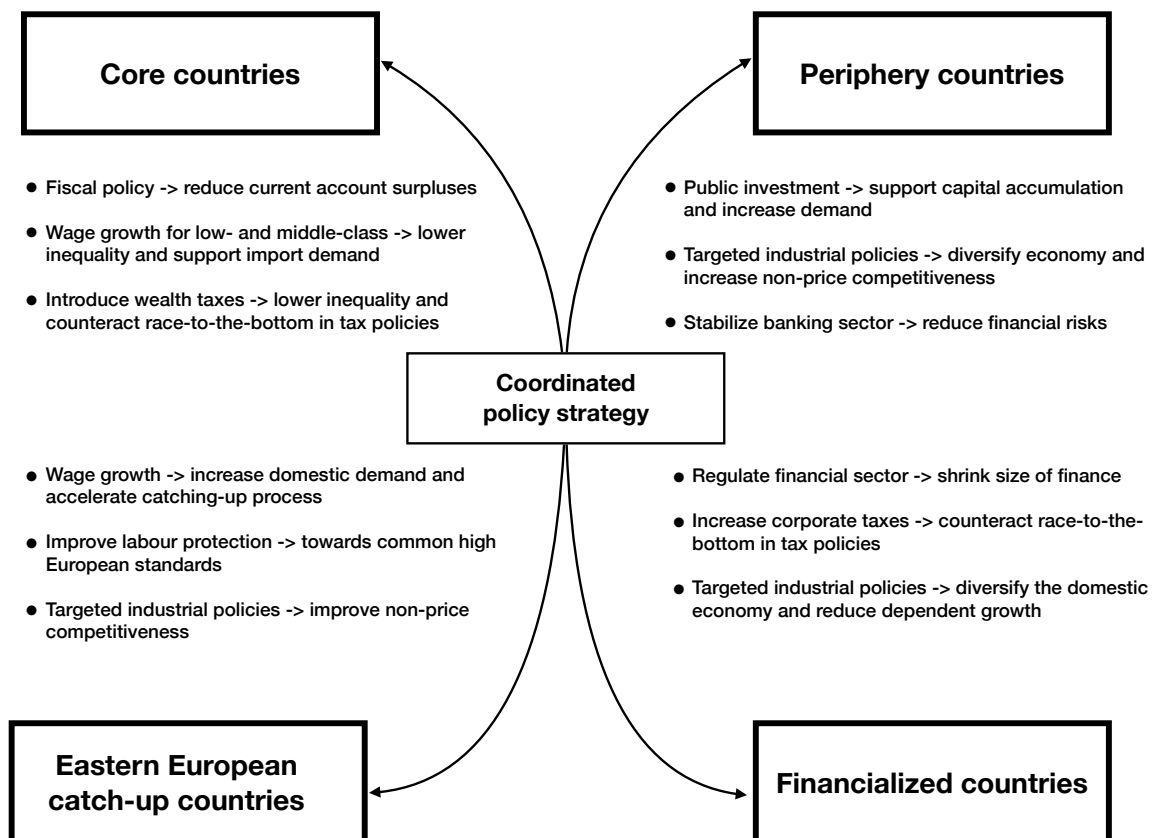 Core countries
● Fiscal policy -> reduce current account surpluses
● Wage growth for low- and middle-class -> lower
inequality and support import demand
● Introduce wealth taxes -> lower inequality and
counteract race-to-the-bottom in tax policies
Periphery countries
● Public investment -> support capital accumulation
and increase demand
● Targeted industrial policies -> diversify economy and
increase non-price competitiveness
● Stabilize banking sector -> reduce financial risks
Coordinated
policy strategy
● Wage growth -> increase domestic demand and
accelerate catching-up process
● Improve labour protection -> towards common high
European standards
● Targeted industrial policies -> improve non-price
competitiveness
Eastern European
catch-up countries
● Regulate financial sector -> shrink size of finance
● Increase corporate taxes -> counteract race-to-the-
bottom in tax policies
● Targeted industrial policies -> diversify the domestic
economy and reduce dependent growth
Financialized countries